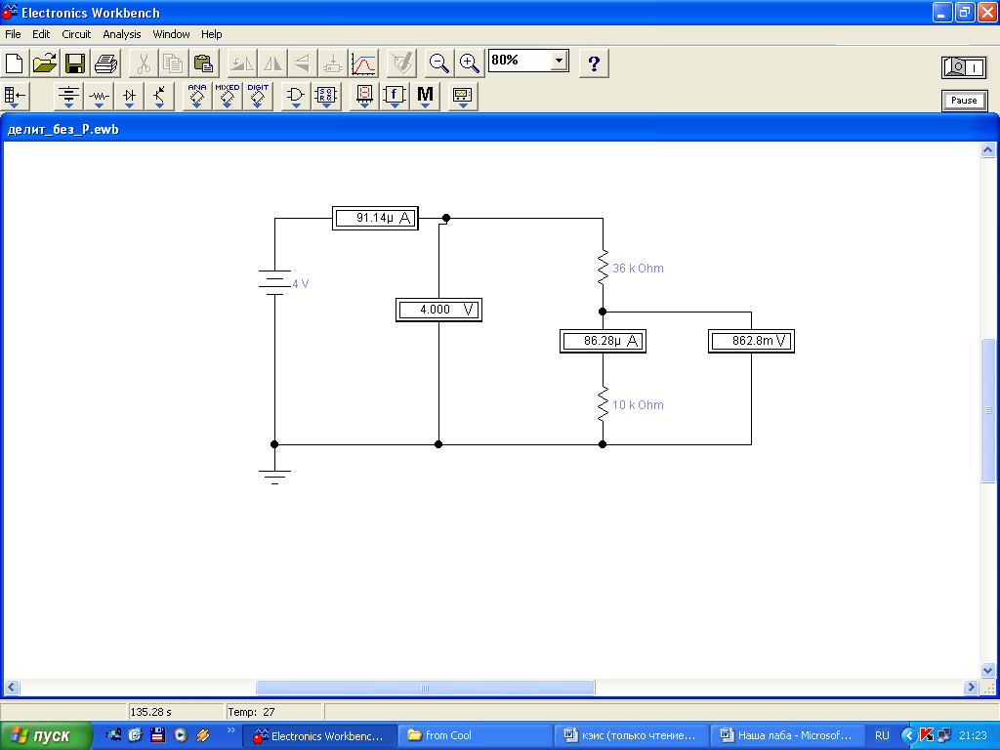 Electronics Workbench
File Edit Circuit Analysis Window Help
80%
?
ANA MIXED DIGIT
f M
Pause
делит_без_Р.ewb
91.14µ A
36 k Ohm
4 V
4.000 V
86.28µ A
862.8m V
10 k Ohm
135.28 s
Temp: 27
пуск
»
Electronics Workbenc...
from Cool
кэис (только чтение...
Наша лаба - Microsof...
RU
K
21:23